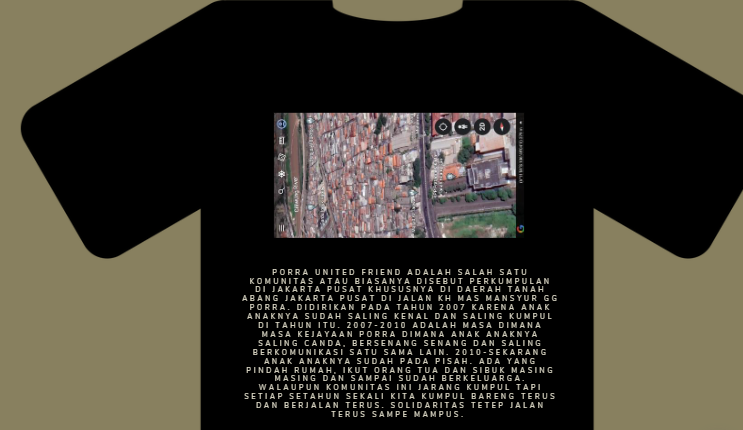 2D
PORRA UNITED FRIEND ADALAH SALAH SATU
KOMUNITAS ATAU BIASANYA DISEBUT PERKUMPULAN
DI JAKARTA PUSAT KHUSUSNYA DI DAERAH TANAH
ABANG JAKARTA PUSAT DI JALAN KH MAS MANSYUR GG
PORRA. DIDIRIKAN PADA TAHUN 2007 KARENA ANAK
ANAKNYA SUDAH SALING KENAL DAN SALING KUMPUL
DI TAHUN ITU. 2007-2010 ADALAH MASA DIMANA
MASA KEJAYAAN PORRA DIMANA ANAK ANAKNYA
SALING CANDA, BERSENANG SENANG DAN SALING
BERKOMUNIKASI SATU SAMA LAIN. 2010-SEKARANG
ANAK ANAKNYA SUDAH PADA PISAH. ADA YANG
PINDAH RUMAH, IKUT ORANG TUA DAN SIBUK MASING
MASING DAN SAMPAI SUDAH BERKELUARGA.
WALAUPUN KOMUNITAS INI JARANG KUMPUL TAPI
SETIAP SETAHUN SEKALI KITA KUMPUL BARENG TERUS
DAN BERJALAN TERUS. SOLIDARITAS TETEP JALAN
TERUS SAMPE MAMPUS.